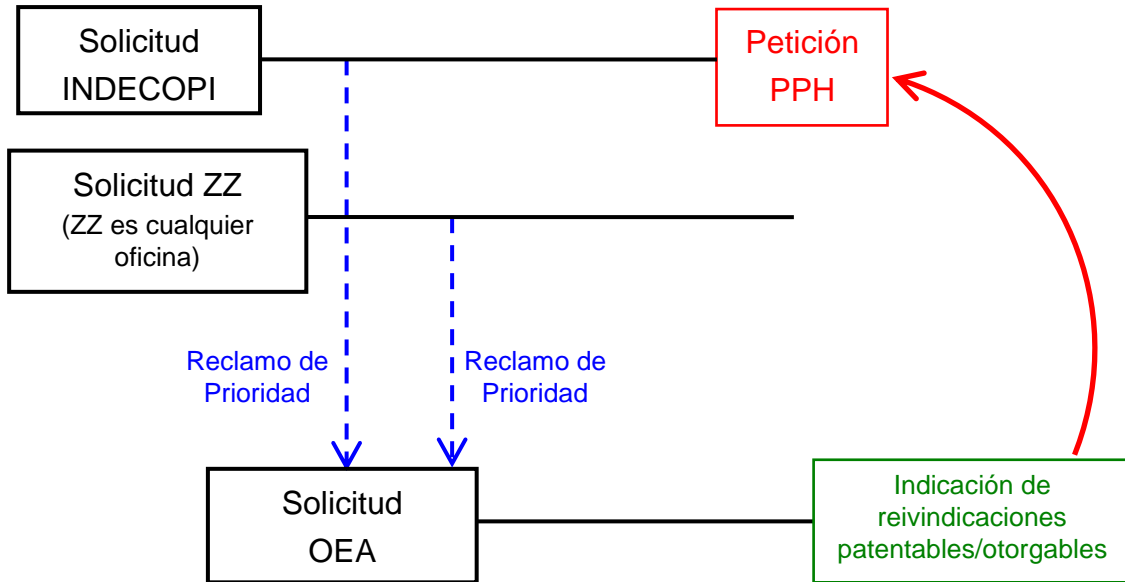 Solicitud
INDECOPI
Petición
PPH
Solicitud ZZ
(ZZ es cualquier
oficina)
Reclamo de
Prioridad
Reclamo de
Prioridad
Solicitud
OEA
Indicación de
reivindicaciones
patentables/otorgables